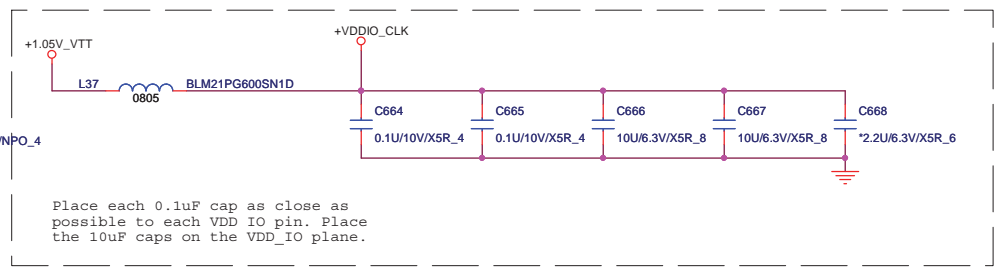 +VDDIO_CLK
+1.05V_VTT
L37
BLM21PG600SN1D
0805
C664
C665
C666
C667
C668
/NPO_4
0.1U/10V/X5R_4
0.1U/10V/X5R_4
10U/6.3V/X5R_8
10U/6.3V/X5R_8
*2.2U/6.3V/X5R_6
Place each 0.1uF cap as close as
possible to each VDD IO pin. Place
the 10uF caps on the VDD_IO plane.